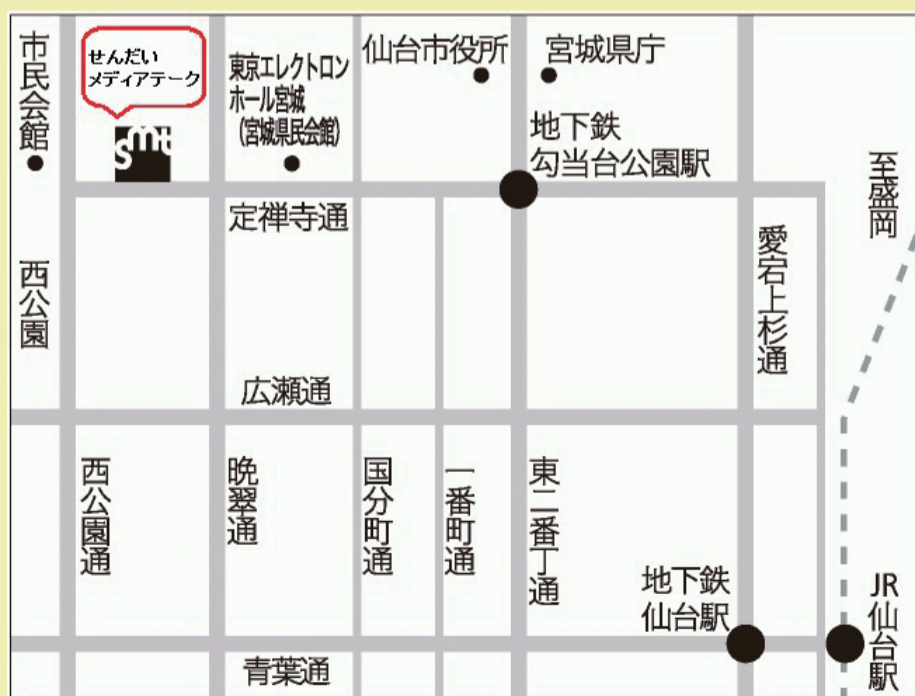 市民会館
せんだい
メディアテーク
smt
東京エレクトロン
ホール宮城
(宮城県民会館)
仙台市役所
宮城県庁
地下鉄
勾当台公園駅
至盛岡
定禅寺通
西公園
愛宕上杉通
広瀬通
西公園通
晩翠通
国分町通
一番町通
東二番丁通
地下鉄
仙台駅
JR仙台駅
青葉通